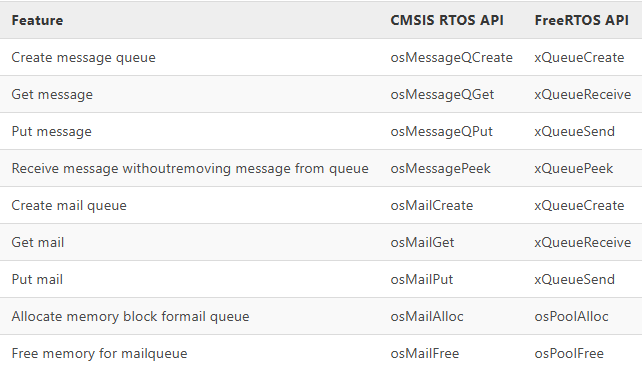 Feature CMSIS RTOS API FreeRTOS API
Create message queue osMessageQCreate xQueueCreate
Get message osMessageQGet xQueueReceive
Put message osMessageQPut xQueueSend
Receive message withoutremoving message from queue osMessagePeek xQueuePeek
Create mail queue osMailCreate xQueueCreate
Get mail osMailGet xQueueReceive
Put mail osMailPut xQueueSend
Allocate memory block formail queue osMailAlloc osPoolAlloc
Free memory for mailqueue osMailFree osPoolFree